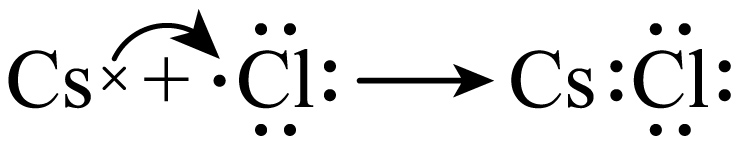 Cs× + ·Cl: ⟶ Cs:Cl: